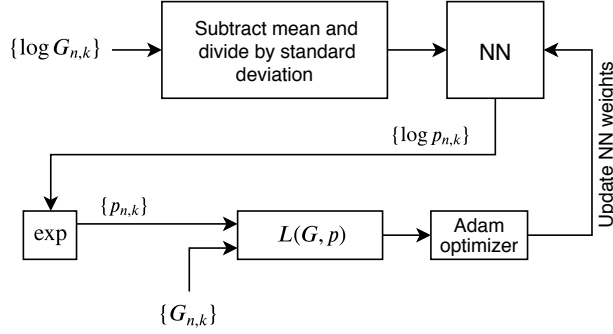 Subtract mean and
divide by standard
deviation
{log G_{n,k}}
NN
Update NN weights
{log p_{n,k}}
{p_{n,k}}
exp
L(G, p)
Adam
optimizer
{G_{n,k}}